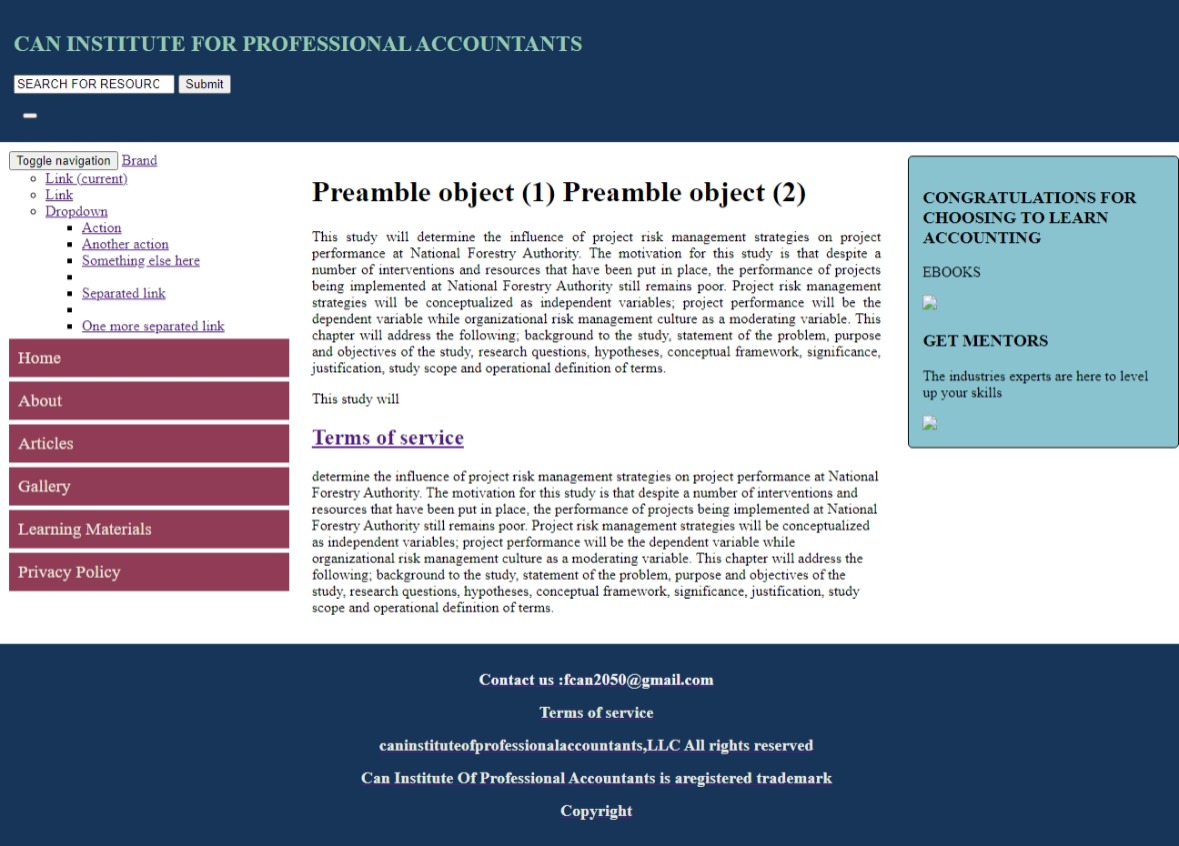 CAN INSTITUTE FOR PROFESSIONAL ACCOUNTANTS
SEARCH FOR RESOURC
Submit
Toggle navigation Brand
Link (current)
Link
Dropdown
Action
Another action
Something else here
Separated link
One more separated link
Home
About
Articles
Gallery
Learning Materials
Privacy Policy
Preamble object (1) Preamble object (2)
This study will determine the influence of project risk management strategies on project
performance at National Forestry Authority. The motivation for this study is that despite a
number of interventions and resources that have been put in place, the performance of projects
being implemented at National Forestry Authority still remains poor. Project risk management
strategies will be conceptualized as independent variables; project performance will be the
dependent variable while organizational risk management culture as a moderating variable. This
chapter will address the following; background to the study, statement of the problem, purpose
and objectives of the study, research questions, hypotheses, conceptual framework, significance,
justification, study scope and operational definition of terms.
This study will
Terms of service
determine the influence of project risk management strategies on project performance at National
Forestry Authority. The motivation for this study is that despite a number of interventions and
resources that have been put in place, the performance of projects being implemented at National
Forestry Authority still remains poor. Project risk management strategies will be conceptualized
as independent variables; project performance will be the dependent variable while
organizational risk management culture as a moderating variable. This chapter will address the
following; background to the study, statement of the problem, purpose and objectives of the
study, research questions, hypotheses, conceptual framework, significance, justification, study
scope and operational definition of terms.
CONGRATULATIONS FOR
CHOOSING TO LEARN
ACCOUNTING
EBOOKS
GET MENTORS
The industries experts are here to level
up your skills
Contact us :fcan2050@gmail.com
Terms of service
caninstituteofprofessionalaccountants,LLC All rights reserved
Can Institute Of Professional Accountants is aregistered trademark
Copyright